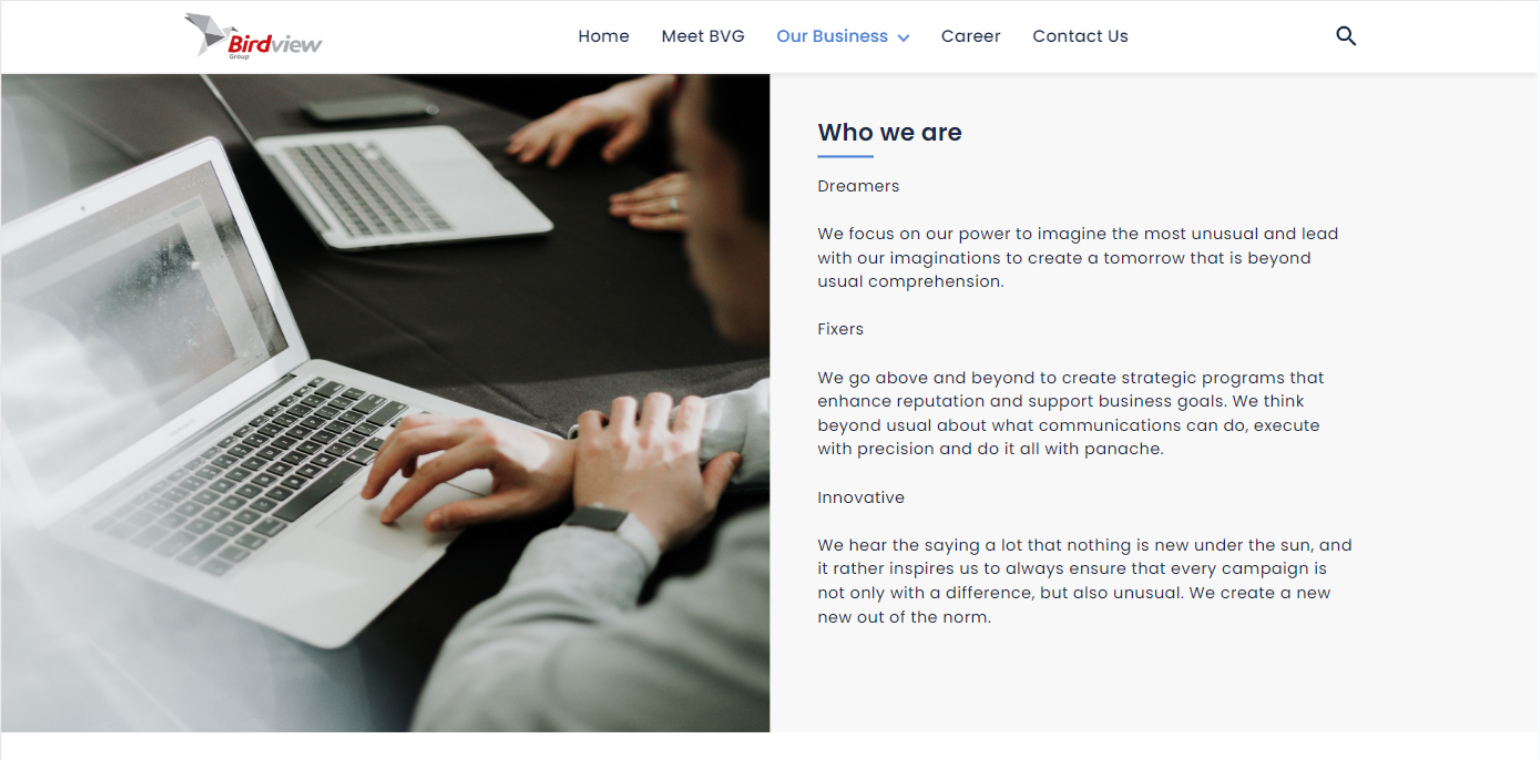 Birdview
Group
Home Meet BVG Our Business Career Contact Us
Who we are
Dreamers
We focus on our power to imagine the most unusual and lead
with our imaginations to create a tomorrow that is beyond
usual comprehension.
Fixers
We go above and beyond to create strategic programs that
enhance reputation and support business goals. We think
beyond usual about what communications can do, execute
with precision and do it all with panache.
Innovative
We hear the saying a lot that nothing is new under the sun, and
it rather inspires us to always ensure that every campaign is
not only with a difference, but also unusual. We create a new
new out of the norm.